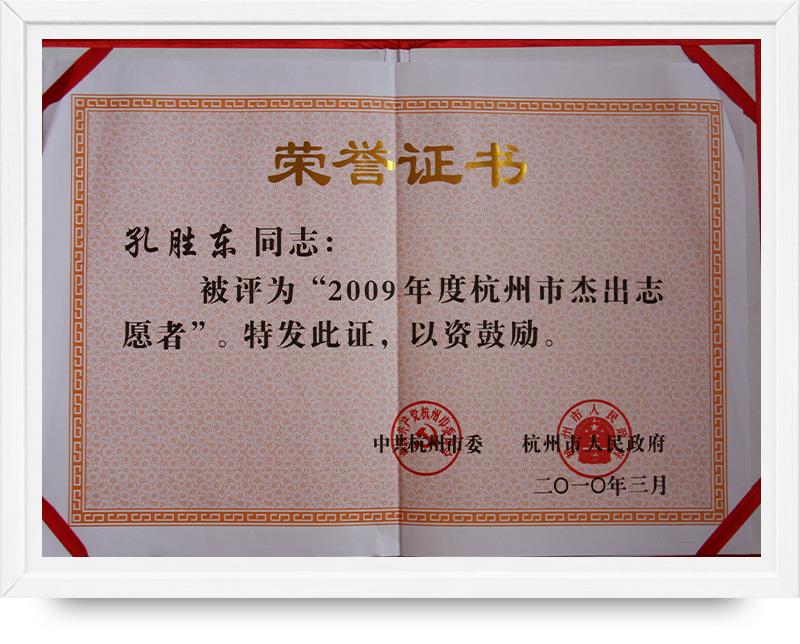 荣誉证书
孔胜东 同志：
被评为“2009年度杭州市杰出志
愿者”。特发此证，以资鼓励。
中共杭州市委 杭州市人民政府
二〇一〇年三月